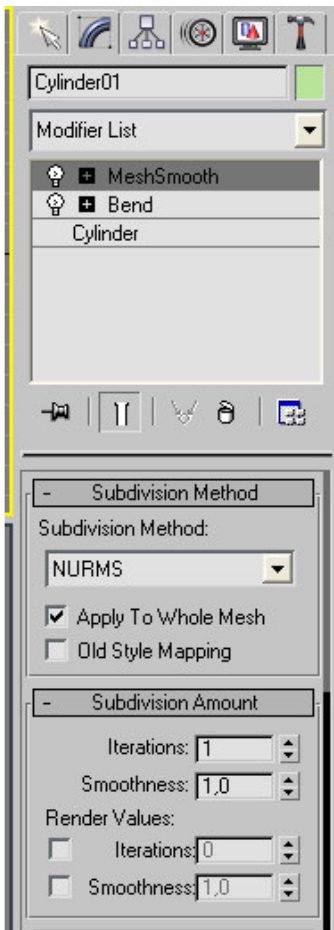 Cylinder01
Modifier List
MeshSmooth
Bend
Cylinder
- Subdivision Method
Subdivision Method:
NURMS
Apply To Whole Mesh
Old Style Mapping
- Subdivision Amount
Iterations: 1
Smoothness: 1,0
Render Values:
Iterations: 0
Smoothness: 1,0